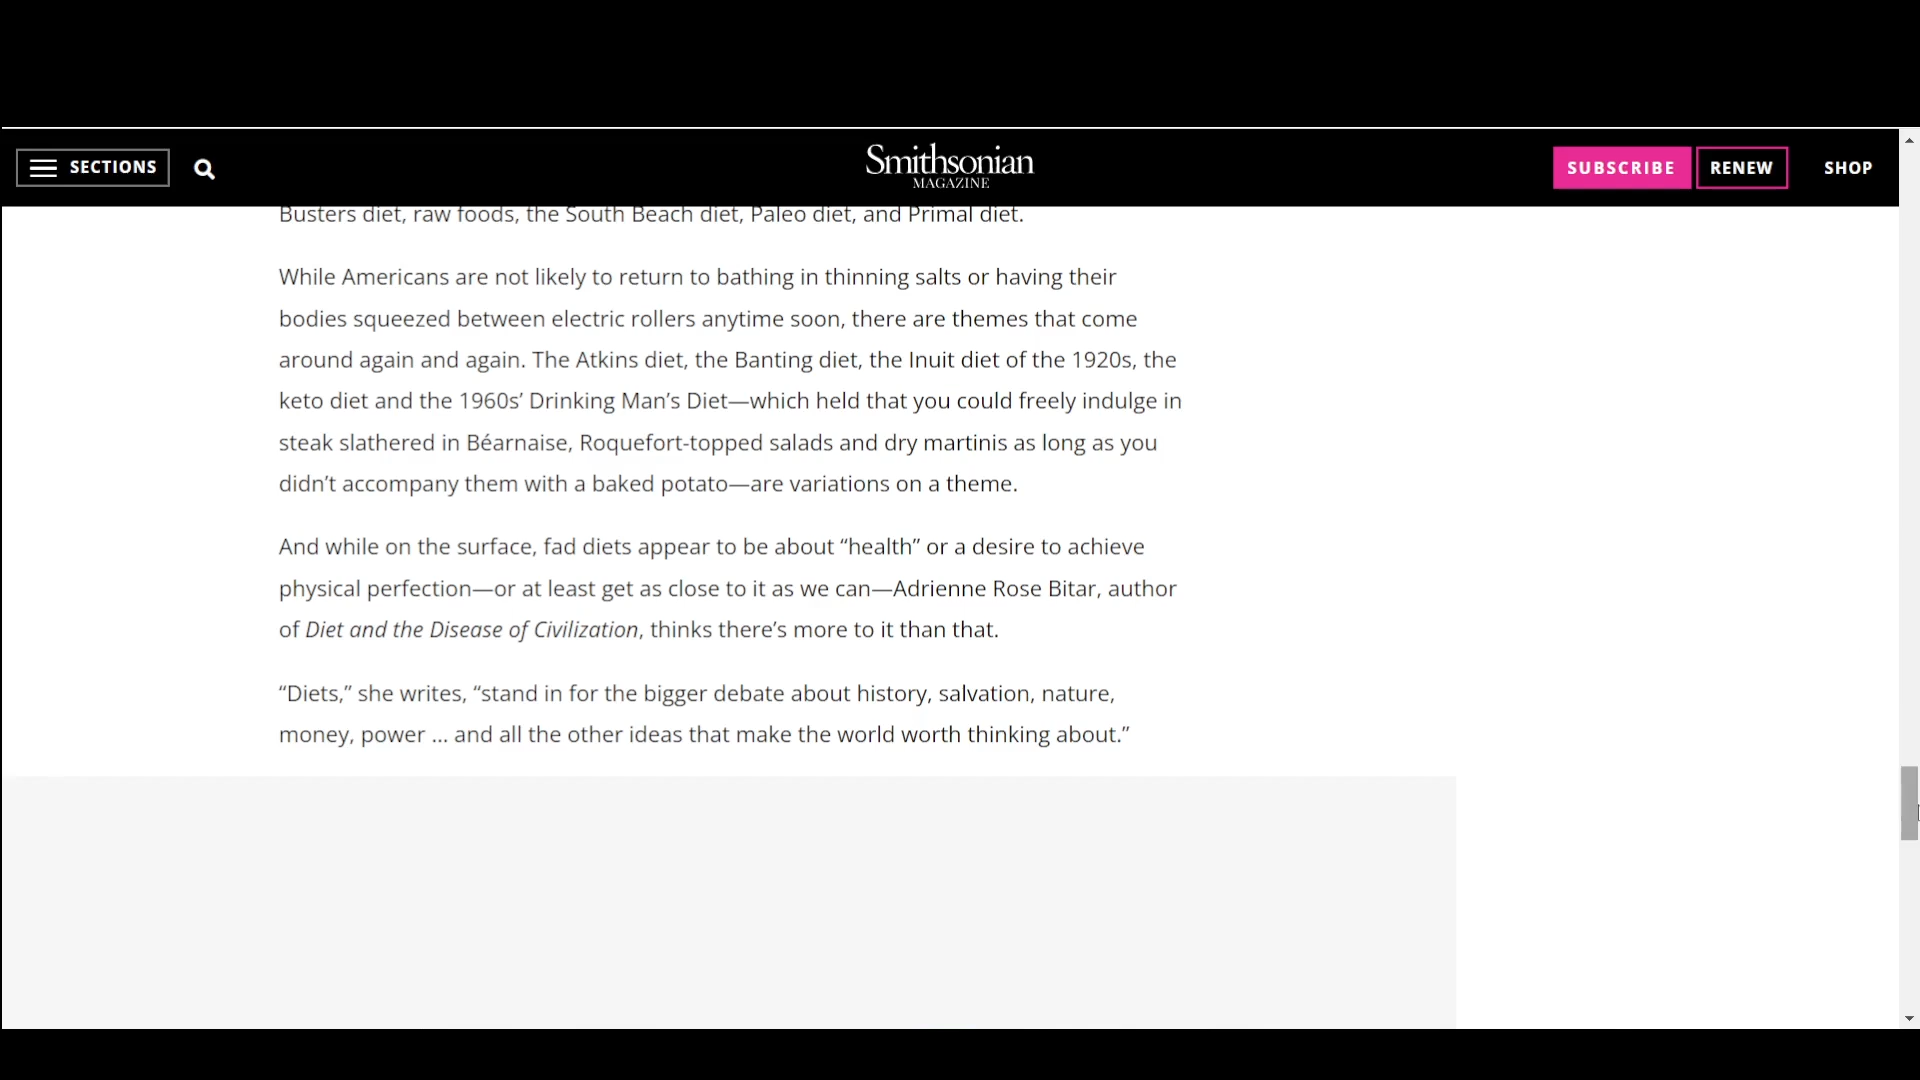 SECTIONS
Smithsonian
MAGAZINE
SUBSCRIBE
RENEW
SHOP
Busters diet, raw foods, the South Beach diet, Paleo diet, and Primal diet.
While Americans are not likely to return to bathing in thinning salts or having their
bodies squeezed between electric rollers anytime soon, there are themes that come
around again and again. The Atkins diet, the Banting diet, the Inuit diet of the 1920s, the
keto diet and the 1960s’ Drinking Man’s Diet—which held that you could freely indulge in
steak slathered in Béarnaise, Roquefort-topped salads and dry martinis as long as you
didn’t accompany them with a baked potato—are variations on a theme.
And while on the surface, fad diets appear to be about “health” or a desire to achieve
physical perfection—or at least get as close to it as we can—Adrienne Rose Bitar, author
of Diet and the Disease of Civilization, thinks there’s more to it than that.
“Diets,” she writes, “stand in for the bigger debate about history, salvation, nature,
money, power ... and all the other ideas that make the world worth thinking about.”